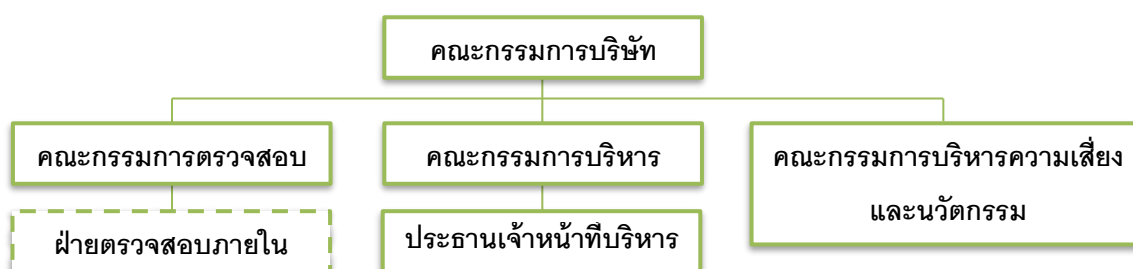 คณะกรรมการบริษัท
คณะกรรมการตรวจสอบ
คณะกรรมการบริหาร
คณะกรรมการบริหารความเสี่ยง
และนวัตกรรม
ฝ่ายตรวจสอบภายใน
ประธานเจ้าหน้าที่บริหาร